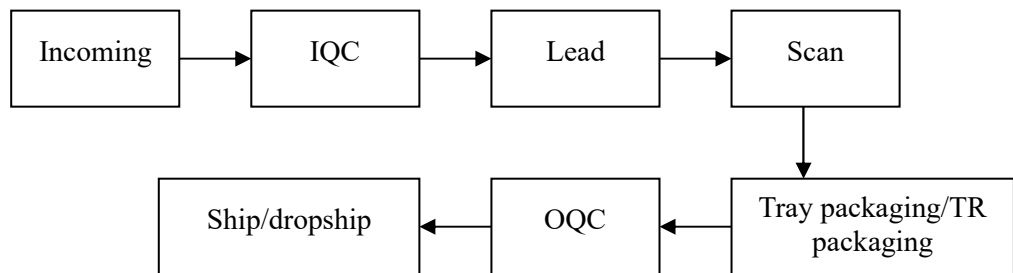 Incoming
IQC
Lead
Scan
Tray packaging/TR
packaging
OQC
Ship/dropship